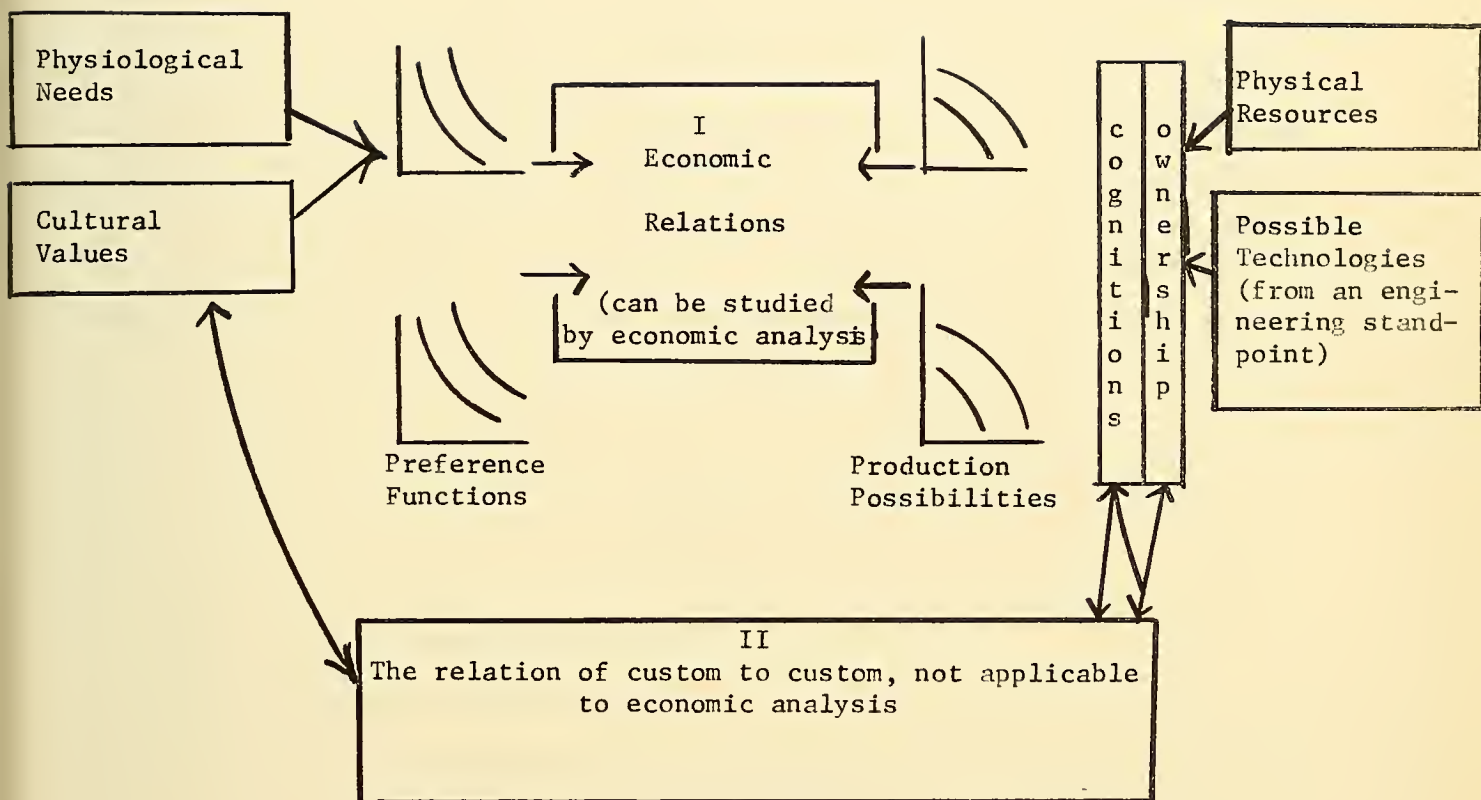 Physiological
Needs
Cultural
Values
I
Economic
Relations
(can be studied
by economic analysis)
Preference
Functions
Production
Possibilities
cognitions
ownership
Physical
Resources
Possible
Technologies
(from an engi-
neering stand-
point)
II
The relation of custom to custom, not applicable
to economic analysis